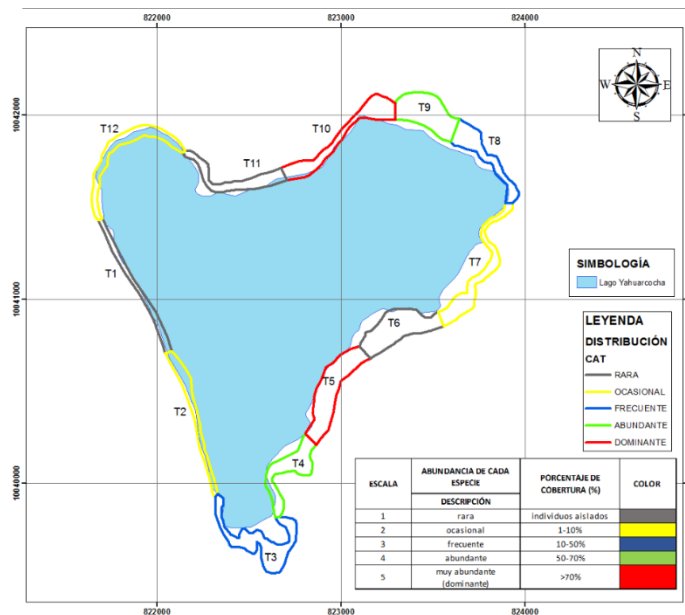 822000 823000 824000
N
W E
S
10042000 10042000
T12
T10
T9
T8
T11
T7
T1
10041000 10041000
T6
T5
T2
T4
T3
10040000 10040000
SIMBOLOGÍA
Lago Yahuarcocha
LEYENDA
DISTRIBUCIÓN
CAT
RARA
OCASIONAL
FRECUENTE
ABUNDANTE
DOMINANTE
ESCALA ABUNDANCIA DE CADA ESPECIE PORCENTAJE DE COBERTURA (%) COLOR
DESCRIPCIÓN
1 rara individuos aislados
2 ocasional 1-10%
3 frecuente 10-50%
4 abundante 50-70%
5 muy abundante (dominante) >70%
822000 823000 824000